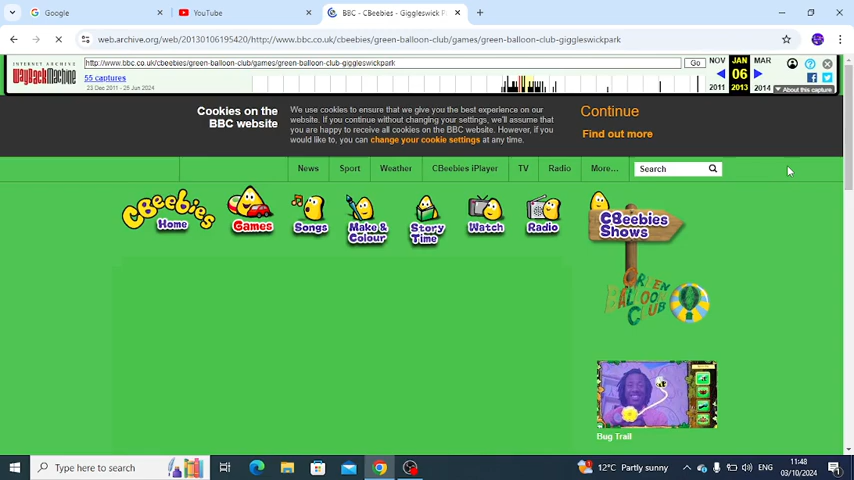 Google
YouTube
BBC - CBeebies - Giggleswick P
web.archive.org/web/20130106195420/http://www.bbc.co.uk/cbeebies/green-balloon-club/games/green-balloon-club-giggleswickpark
INTERNET ARCHIVE
WayBackMachine
http://www.bbc.co.uk/cbeebies/green-balloon-club/games/green-balloon-club-giggleswickpark
Go
NOV
JAN
MAR
55 captures
06
23 Dec 2011 - 25 Jun 2024
2011
2013
2014
About this capture
Cookies on the
BBC website
We use cookies to ensure that we give you the best experience on our
website. If you continue without changing your settings, we'll assume that
you are happy to receive all cookies on the BBC website. However, if you
would like to, you can change your cookie settings at any time.
Continue
Find out more
News
Sport
Weather
CBeebies iPlayer
TV
Radio
More...
Search
CBeebies
Home
Games
Songs
Make &
Colour
Story
Time
Watch
Radio
CBeebies
Shows
GREEN
BALLOON
CLUB
Bug Trail
Type here to search
12°C Partly sunny
ENG
11:48
03/10/2024